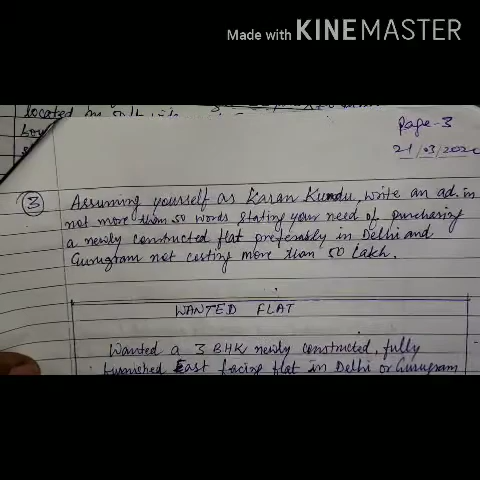 Made with KINEMASTER
located in
Page-3
21/03/202
③ Assuming yourself as Karan Kundu, write an ad. in
not more than 50 words stating your need of purchasing
a newly constructed flat preferably in Delhi and
Gurugram not costing more than 50 Lakh.
WANTED FLAT
Wanted a 3 BHK newly constructed, fully
furnished East facing flat in Delhi or Gurugram